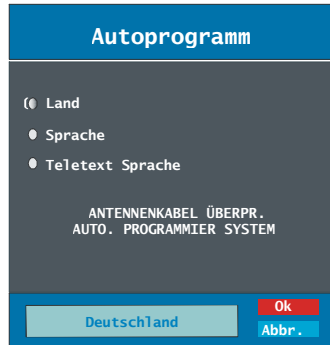 Autoprogramm
Land
Sprache
Teletext Sprache
ANTENNENKABEL ÜBERPR.
AUTO. PROGRAMMIER SYSTEM
Deutschland
Ok
Abbr.